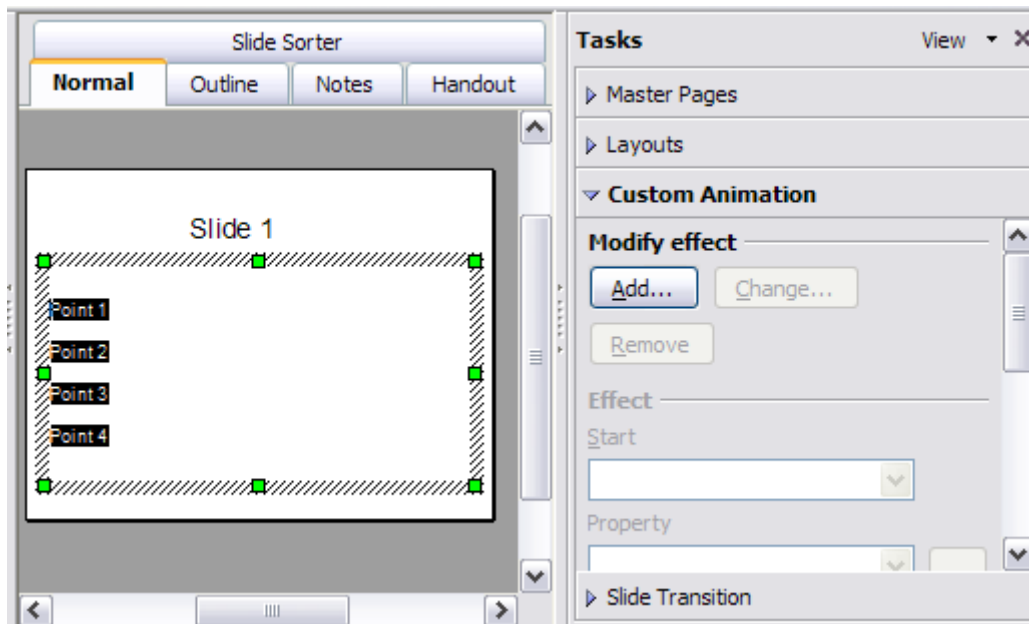 Slide Sorter
Normal Outline Notes Handout
Slide 1
Point 1
Point 2
Point 3
Point 4
Tasks View
Master Pages
Layouts
Custom Animation
Modify effect
Add... Change...
Remove
Effect
Start
Property
Slide Transition